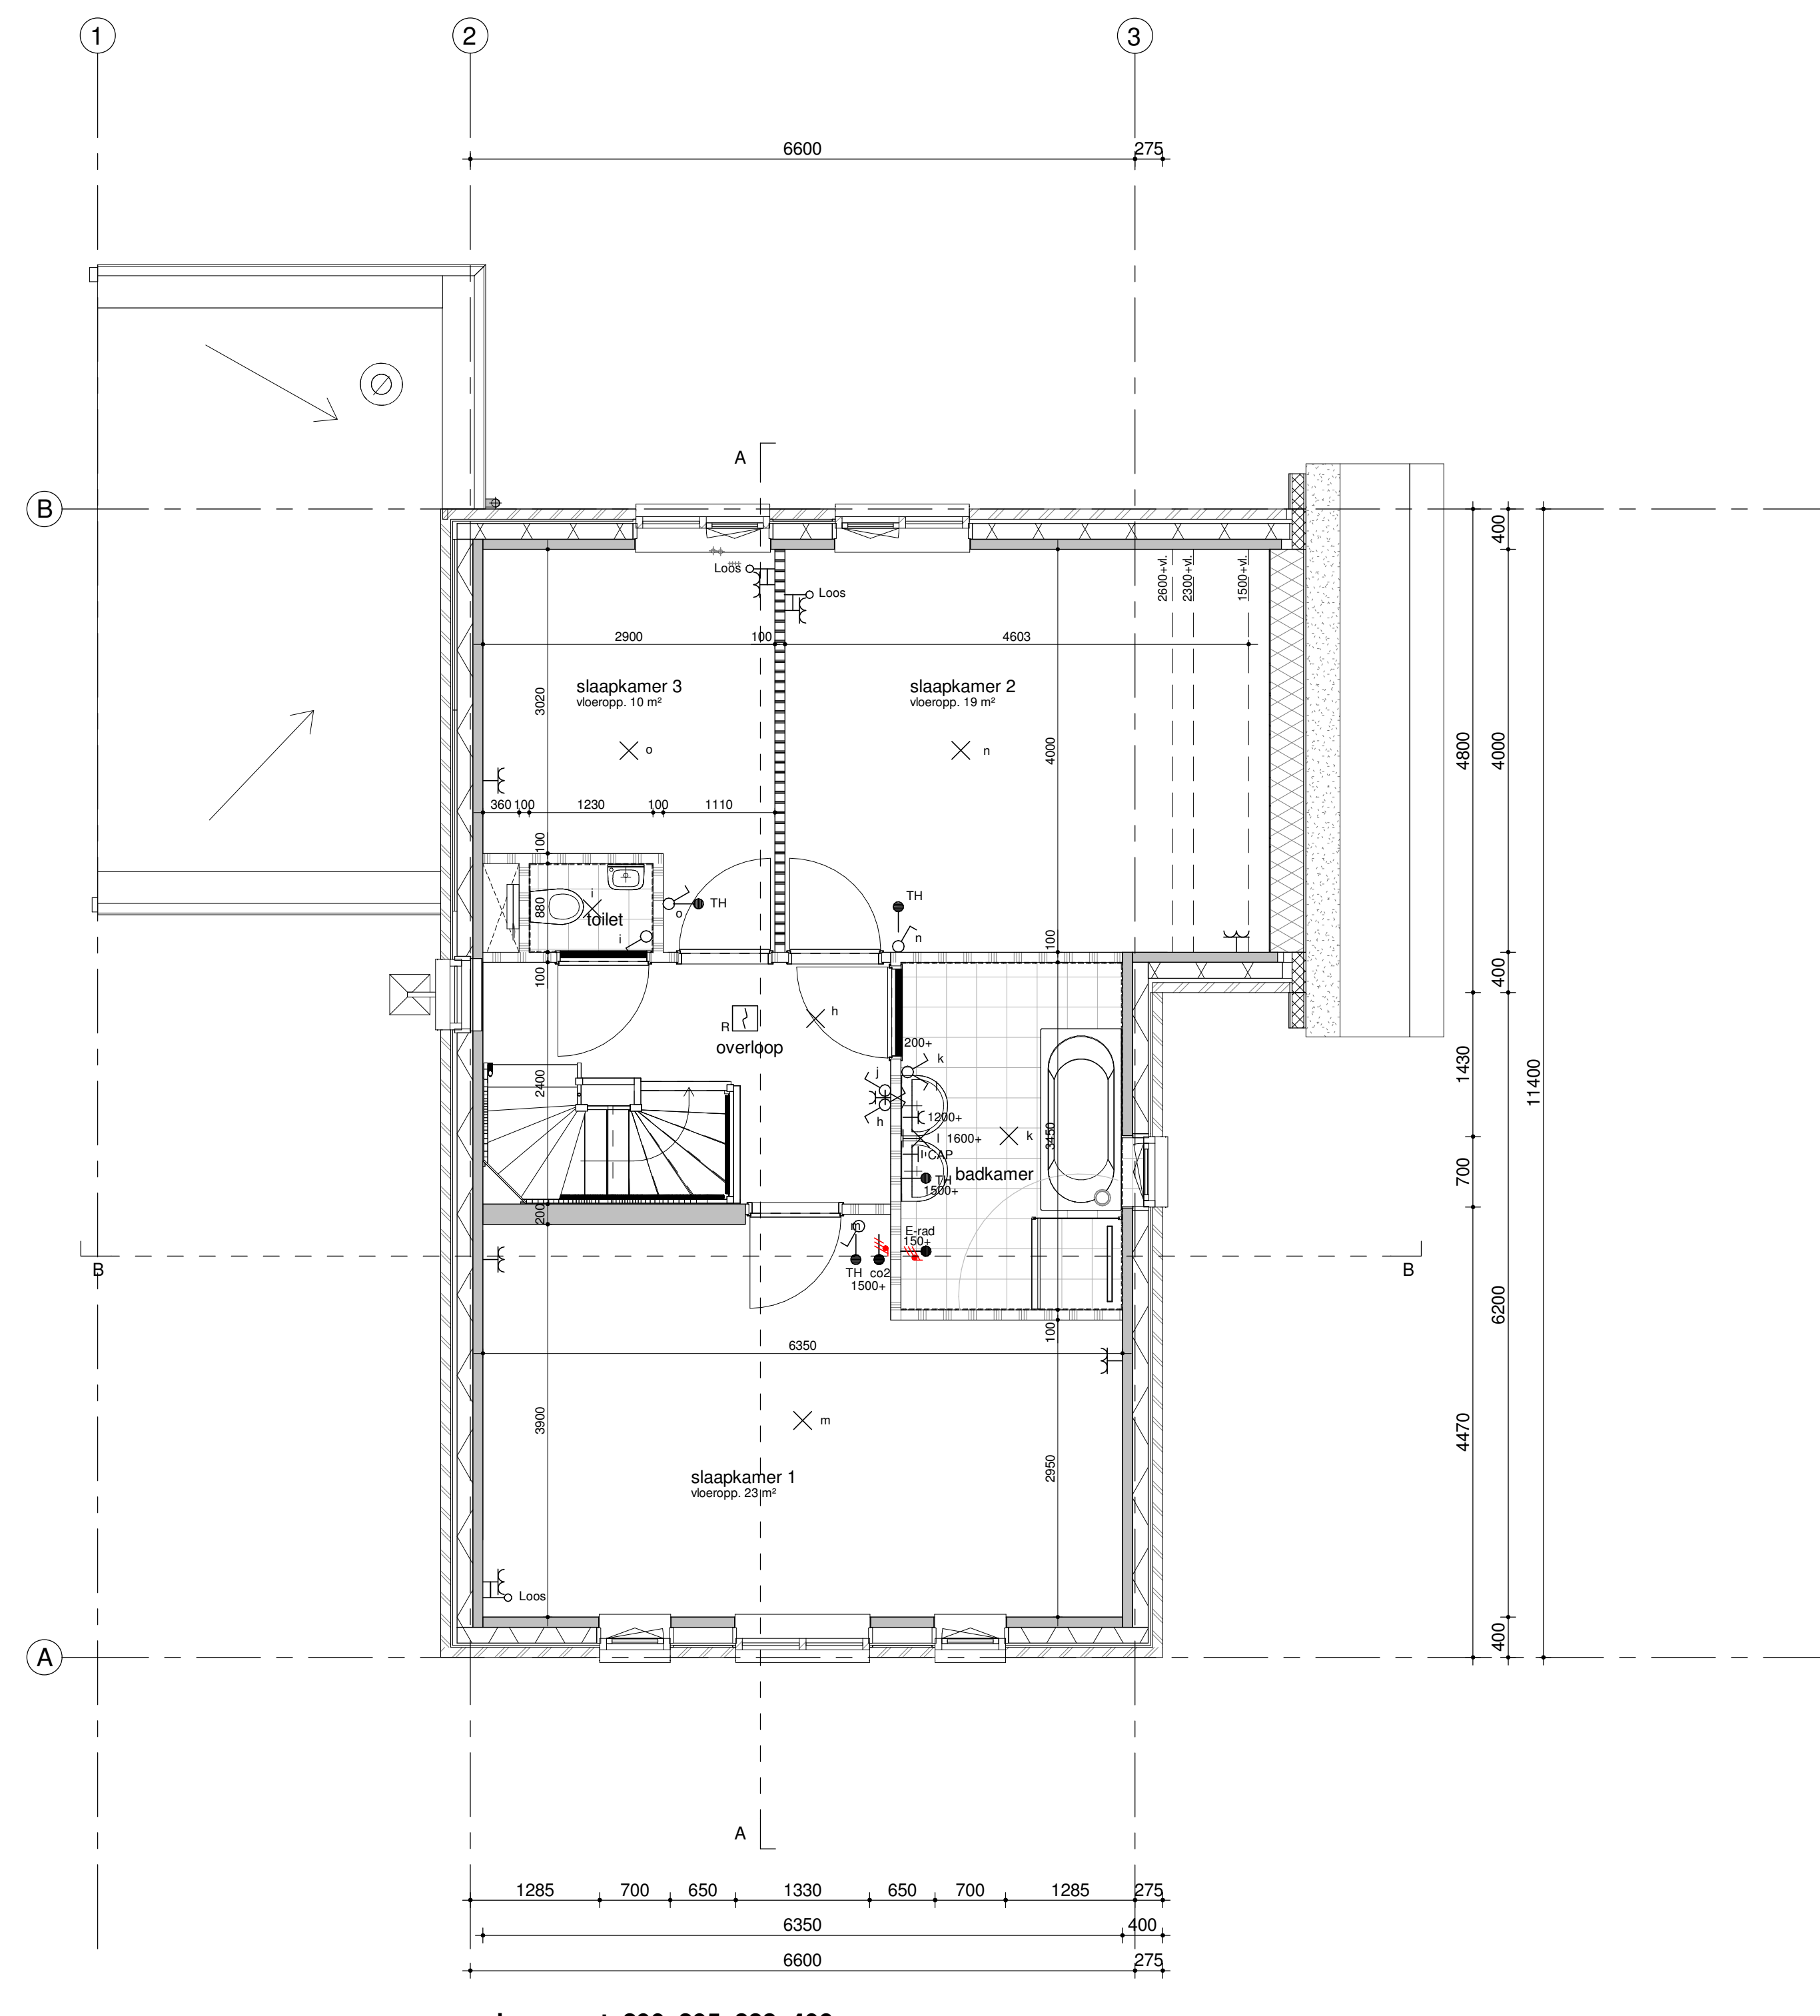 1
2
3
6600
275
A
B
400
Loos
Loos
2600+vl.
2300+vl.
1500+vl.
2900
100
4603
slaapkamer 3
vloeropp. 10 m²
slaapkamer 2
vloeropp. 19 m²
3020
o
n
4000
4800
4000
360
100
1230
100
1110
100
880
i
toilet
i
o
TH
TH
n
100
100
400
R
h
overloop
200+
k
j
h
l
1200+
l
1600+
k
3450
CAP
TH
1500+
badkamer
2400
200
1430
11400
700
m
E-rad
150+
TH
co2
1500+
B
B
6200
100
6350
3900
m
2950
4470
slaapkamer 1
vloeropp. 23 m²
Loos
400
A
A
1285
700
650
1330
650
700
1285
275
6350
400
6600
275